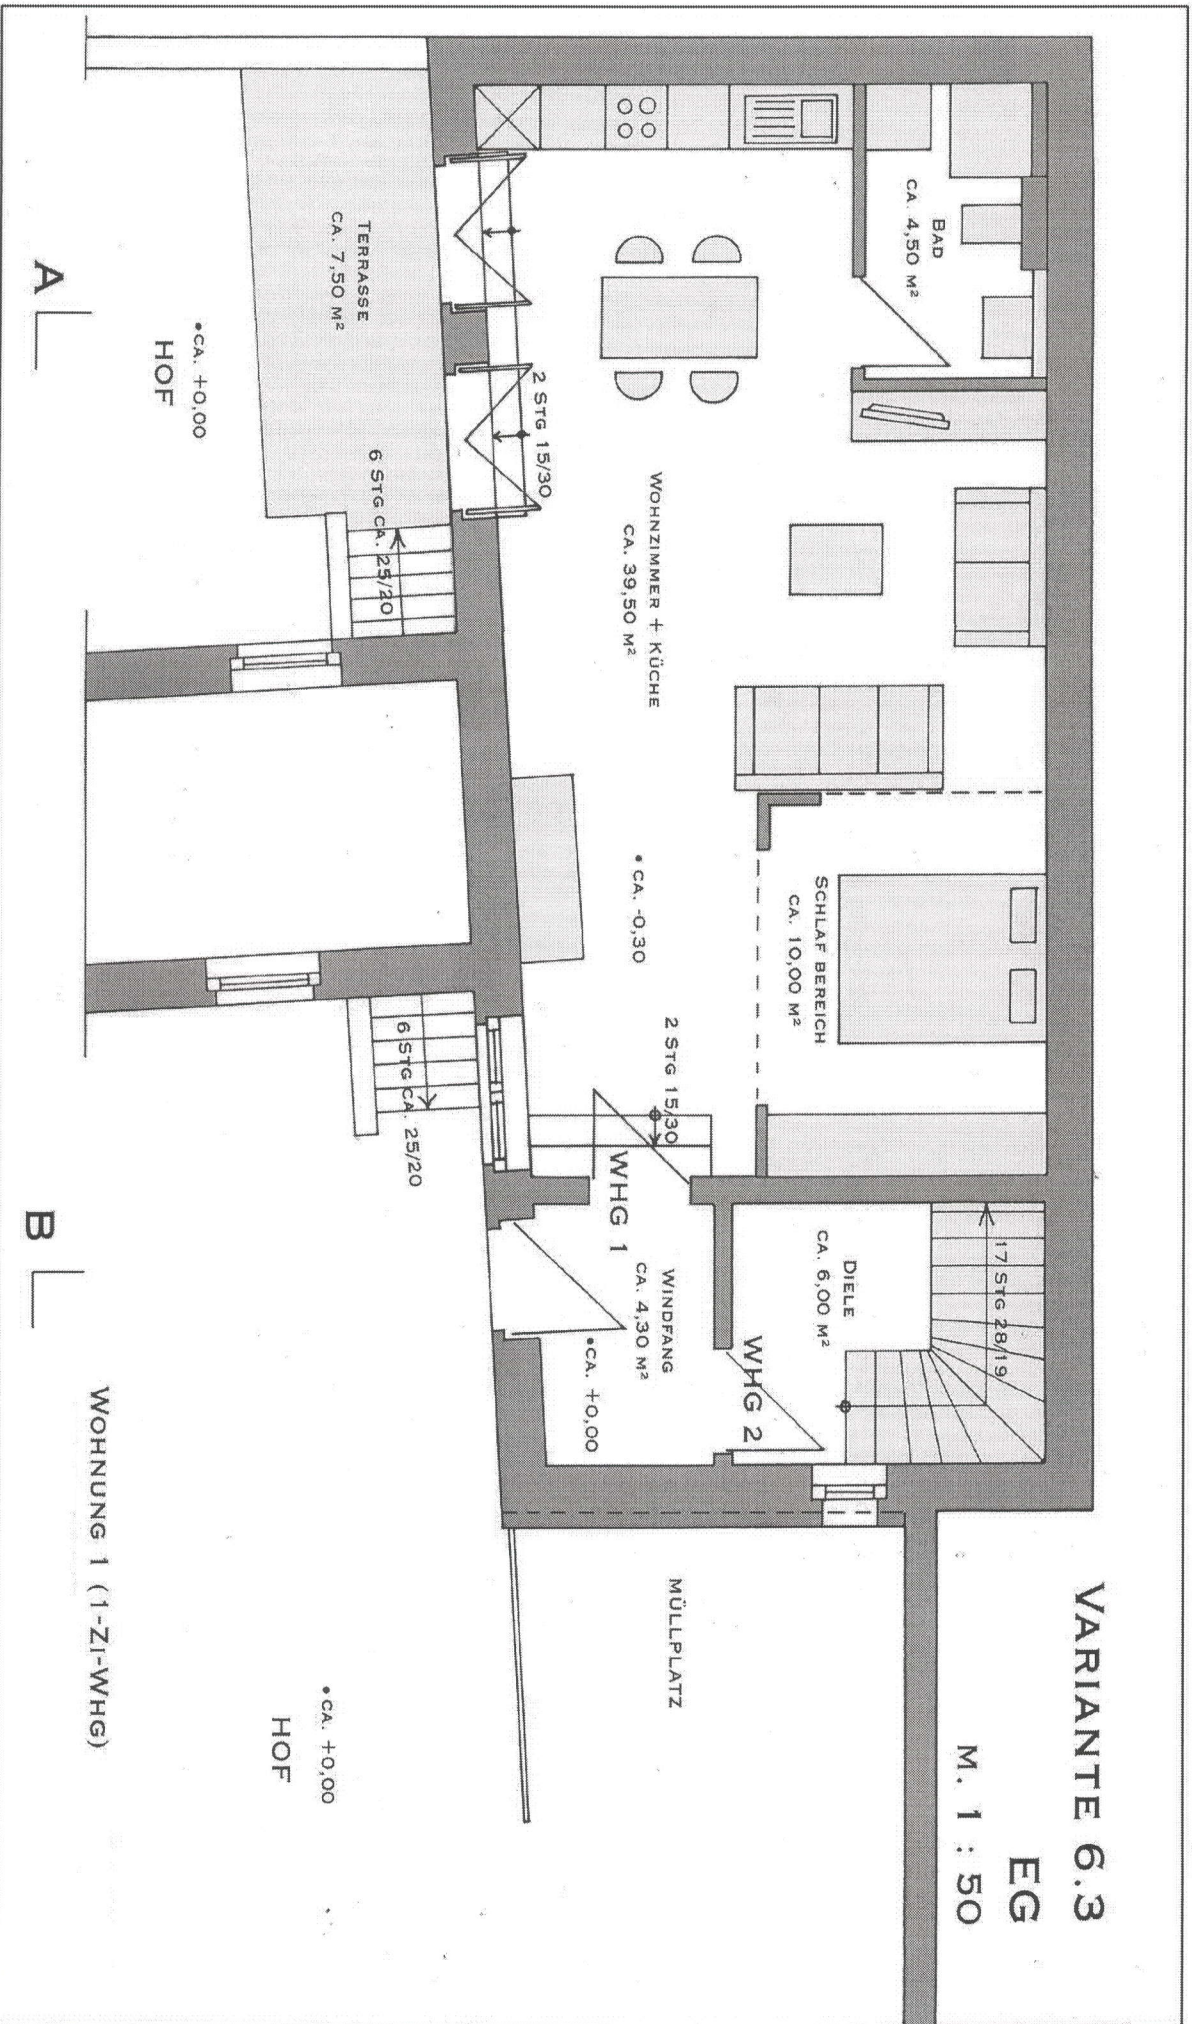 VARIANTE 6.3
EG
M. 1 : 50
BAD
CA. 4,50 M²
TERRASSE
CA. 7,50 M²
A
•CA. +0,00
HOF
2 STG 15/30
6 STG CA. 25/20
WOHNZIMMER + KÜCHE
CA. 39,50 M²
• CA. -0,30
SCHLAF BEREICH
CA. 10,00 M²
2 STG 15/30
6 STG CA. 25/20
WHG 1
WINDFANG
CA. 4,30 M²
•CA. +0,00
DIELE
CA. 6,00 M²
17 STG 28/19
WHG 2
B
MÜLLPLATZ
•CA. +0,00
HOF
WOHNUNG 1 (1-ZI-WHG)